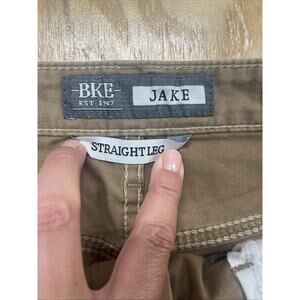 BKE
JAKE
EST 1967
STRAIGHT LEG